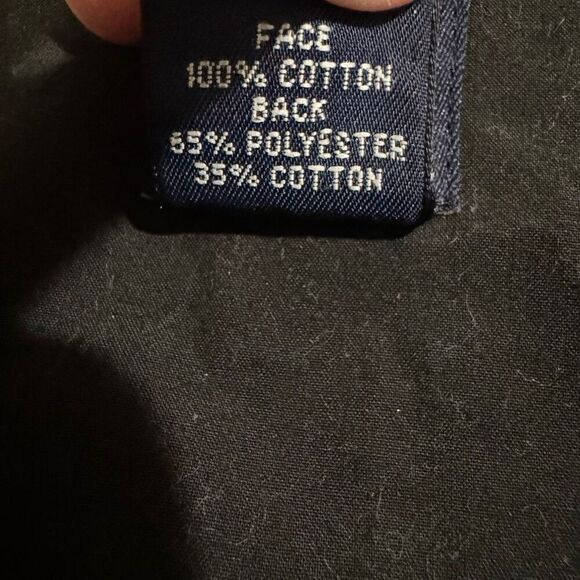 FACE
100% COTTON
BACK
65% POLYESTER
35% COTTON